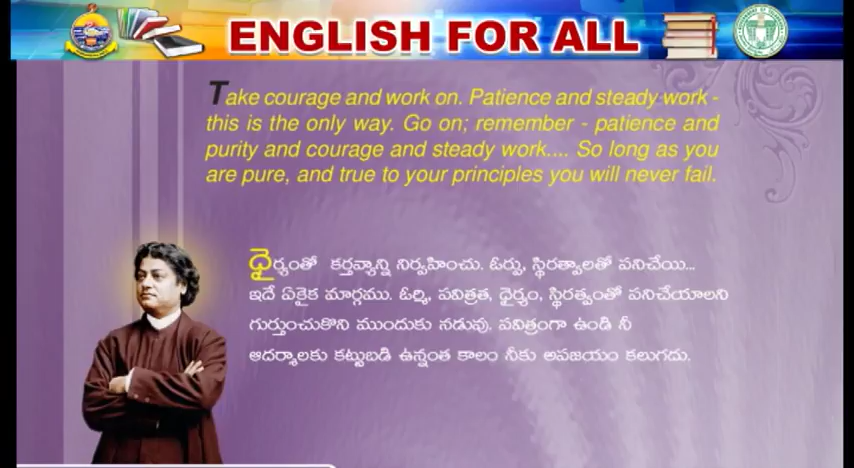 ENGLISH FOR ALL
Take courage and work on. Patience and steady work -
this is the only way. Go on; remember - patience and
purity and courage and steady work.... So long as you
are pure, and true to your principles you will never fail.
ధైర్యంతో కర్తవ్యాన్ని నిర్వహించు. ఓర్పు, స్థిరత్వాలతో పనిచేయి...
ఇదే ఏకైక మార్గము. ఓర్మి, పవిత్రత, ధైర్యం, స్థిరత్వంతో పనిచేయాలని
గుర్తుంచుకొని ముందుకు నడువు. పవిత్రంగా ఉండి నీ
ఆదర్శాలకు కట్టుబడి ఉన్నంత కాలం నీకు అపజయం కలుగదు.